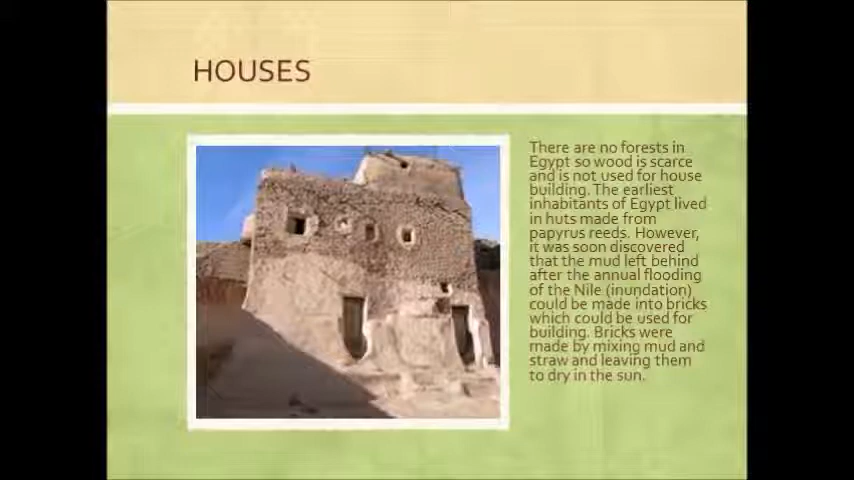 HOUSES
There are no forests in
Egypt so wood is scarce
and is not used for house
building. The earliest
inhabitants of Egypt lived
in huts made from
papyrus reeds. However,
it was soon discovered
that the mud left behind
after the annual flooding
of the Nile (inundation)
could be made into bricks
which could be used for
building. Bricks were
made by mixing mud and
straw and leaving them
to dry in the sun.